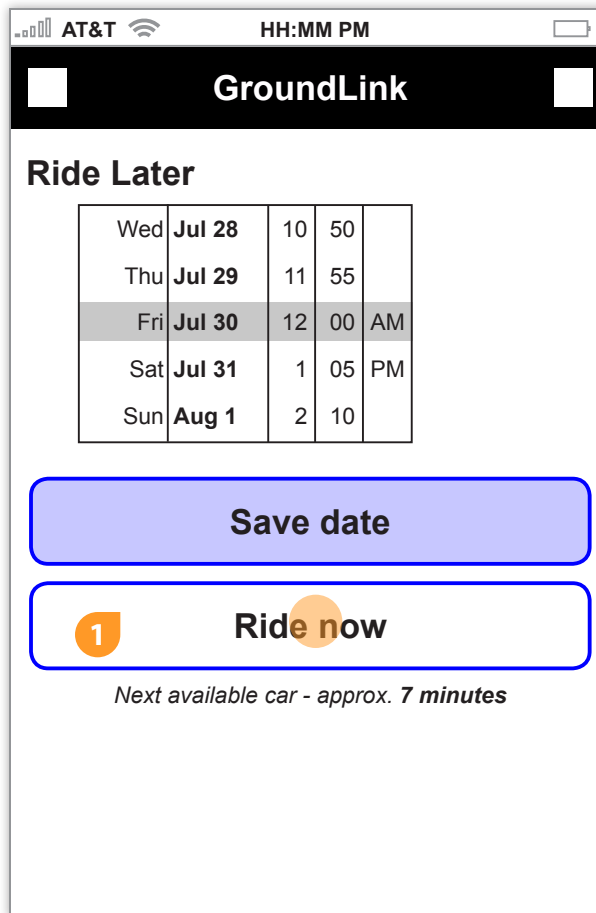 AT&T HH:MM PM
GroundLink
Ride Later
Wed Jul 28 10 50
Thu Jul 29 11 55
Fri Jul 30 12 00 AM
Sat Jul 31 1 05 PM
Sun Aug 1 2 10
Save date
1 Ride now
Next available car - approx. 7 minutes